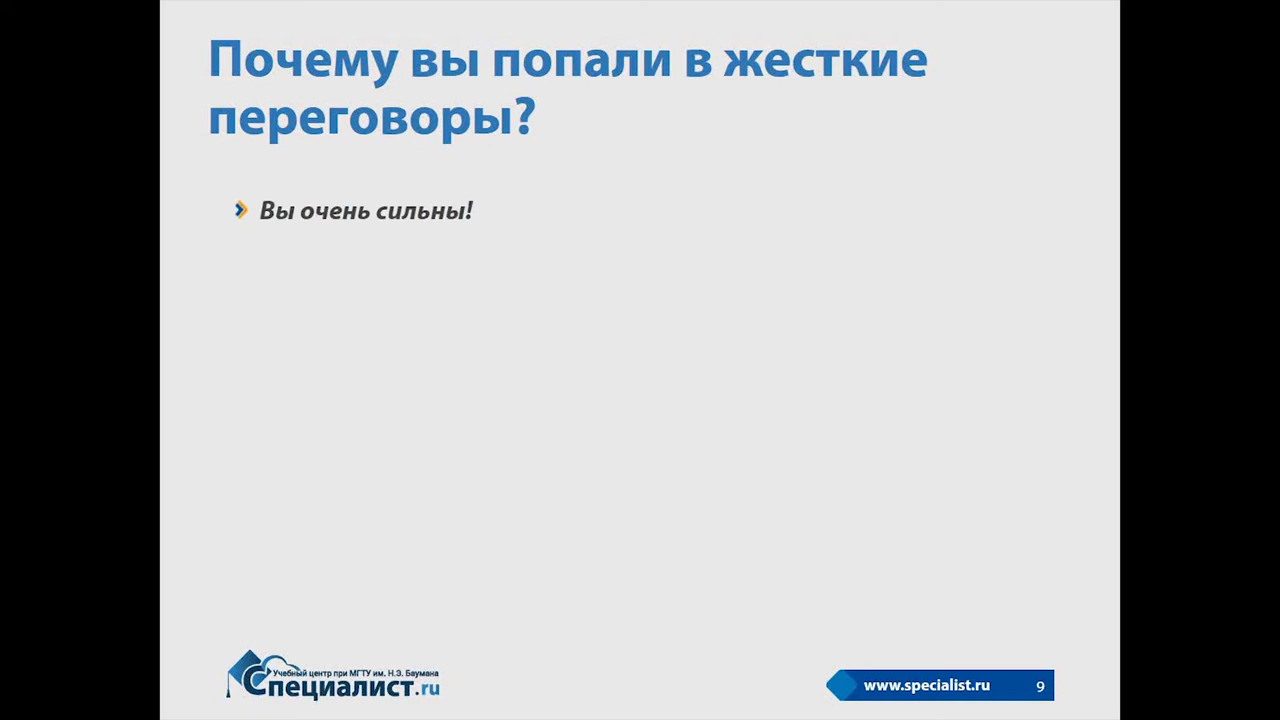 Почему вы попали в жесткие
переговоры?
Вы очень сильны!
Учебный центр при МГТУ им. Н.Э. Баумана
Специалист.ru
www.specialist.ru 9